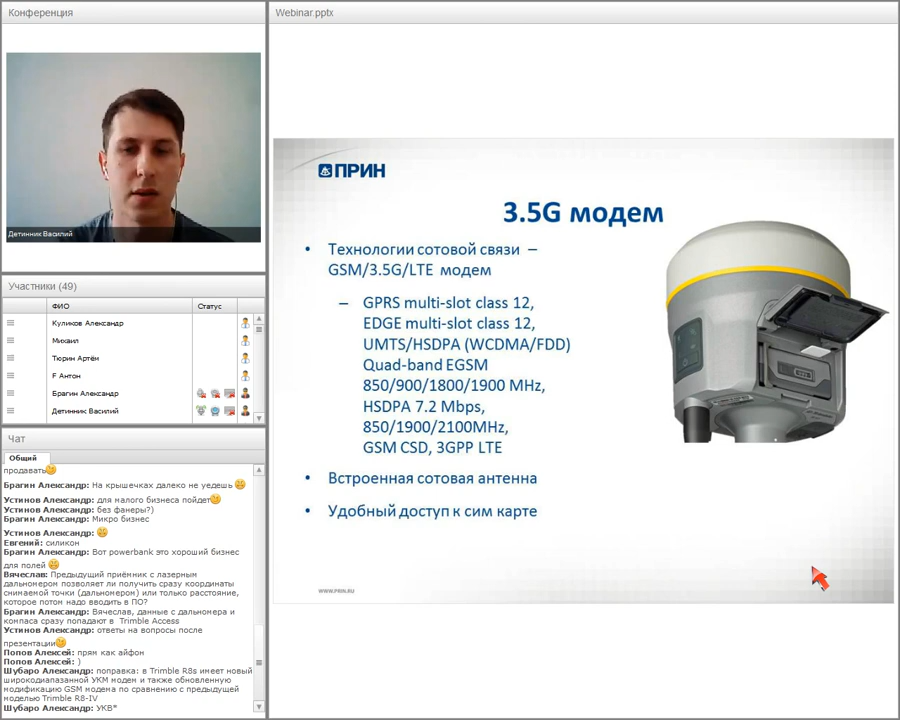 Конференция
Детинник Василий
Участники (49)
ФИО
Статус
Куликов Александр
Михаил
Тюрин Артём
F Антон
Брагин Александр
Детинник Василий
Чат
Общий
продавать
Брагин Александр: На крышечках далеко не уедешь
Устинов Александр: для малого бизнеса пойдет
Устинов Александр: без фанеры?)
Брагин Александр: Микро бизнес
Устинов Александр:
Евгений: силикон
Брагин Александр: Вот powerbank это хороший бизнес
для полей
Вячеслав: Предыдущий приёмник с лазерным
дальномером позволяет ли получить сразу координаты
снимаемой точки (дальномером) или только расстояние,
которое потом надо вводить в ПО?
Брагин Александр: Вячеслав, данные с дальномера и
компаса сразу попадают в Trimble Access
Устинов Александр: ответы на вопросы после
презентации
Попов Алексей: прям как айфон
Попов Алексей: )
Шубаро Александр: поправка: в Trimble R8s имеет новый
широкодиапазонный УКМ модем и также обновленную
модификацию GSM модема по сравнению с предыдущей
моделью Trimble R8-IV
Шубаро Александр: УКВ*
Webinar.pptx
ПРИН
3.5G модем
• Технологии сотовой связи –
GSM/3.5G/LTE модем
– GPRS multi-slot class 12,
EDGE multi-slot class 12,
UMTS/HSDPA (WCDMA/FDD)
Quad-band EGSM
850/900/1800/1900 MHz,
HSDPA 7.2 Mbps,
850/1900/2100MHz,
GSM CSD, 3GPP LTE
• Встроенная сотовая антенна
• Удобный доступ к сим карте
WWW.PRIN.RU